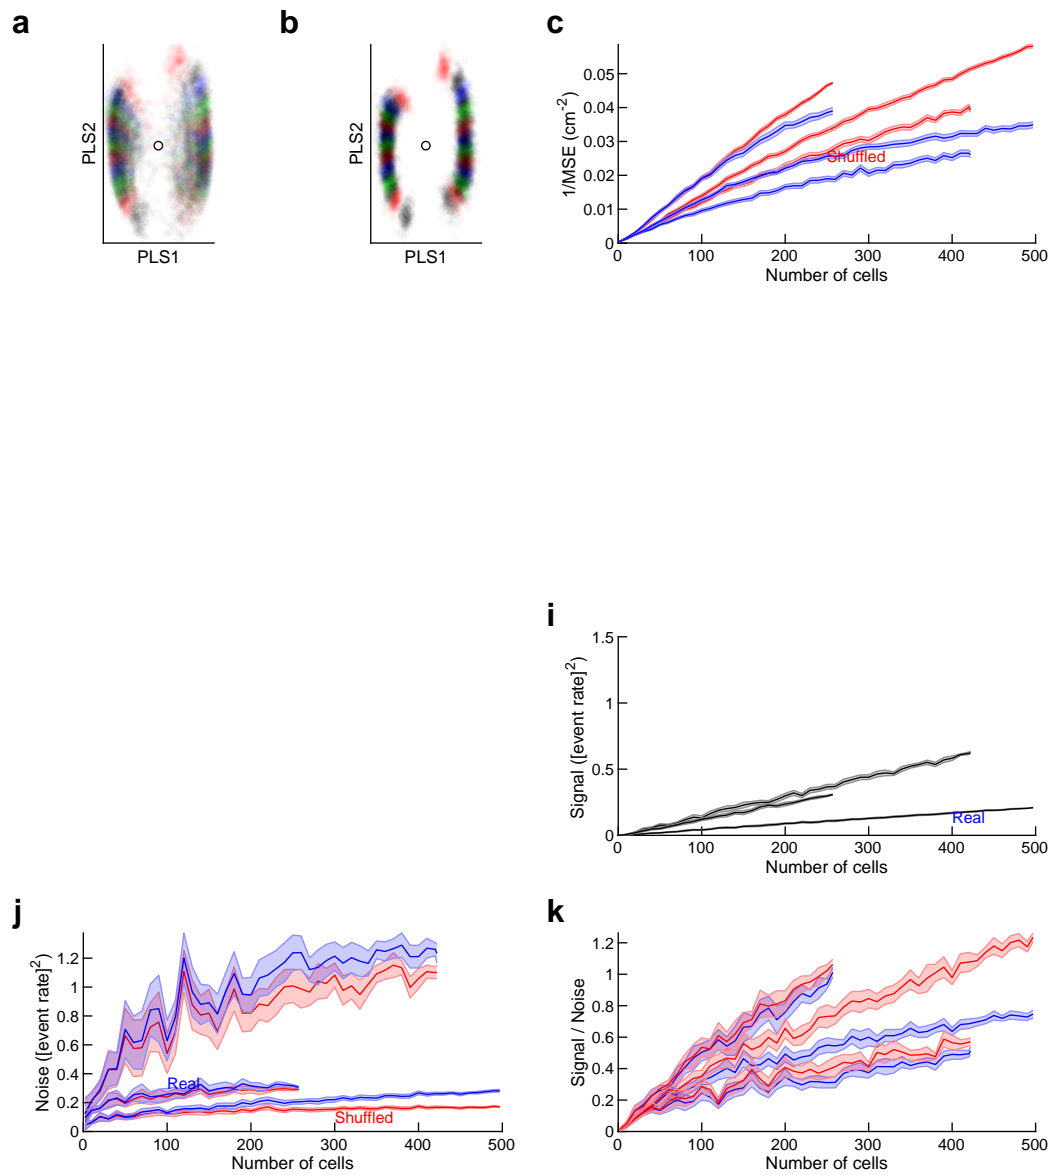 a
PLS2
PLS1
b
PLS2
PLS1
c
1/MSE (cm-2)
0.05
0.04
0.03
0.02
0.01
0
Shuffled
0 100 200 300 400 500
Number of cells
i
Signal ([event rate]2)
1.5
1
0.5
0
Real
0 100 200 300 400 500
Number of cells
j
Noise ([event rate]2)
1.2
1
0.8
0.6
0.4
0.2
0
Real
Shuffled
0 100 200 300 400 500
Number of cells
k
Signal / Noise
1.2
1
0.8
0.6
0.4
0.2
0
0 100 200 300 400 500
Number of cells